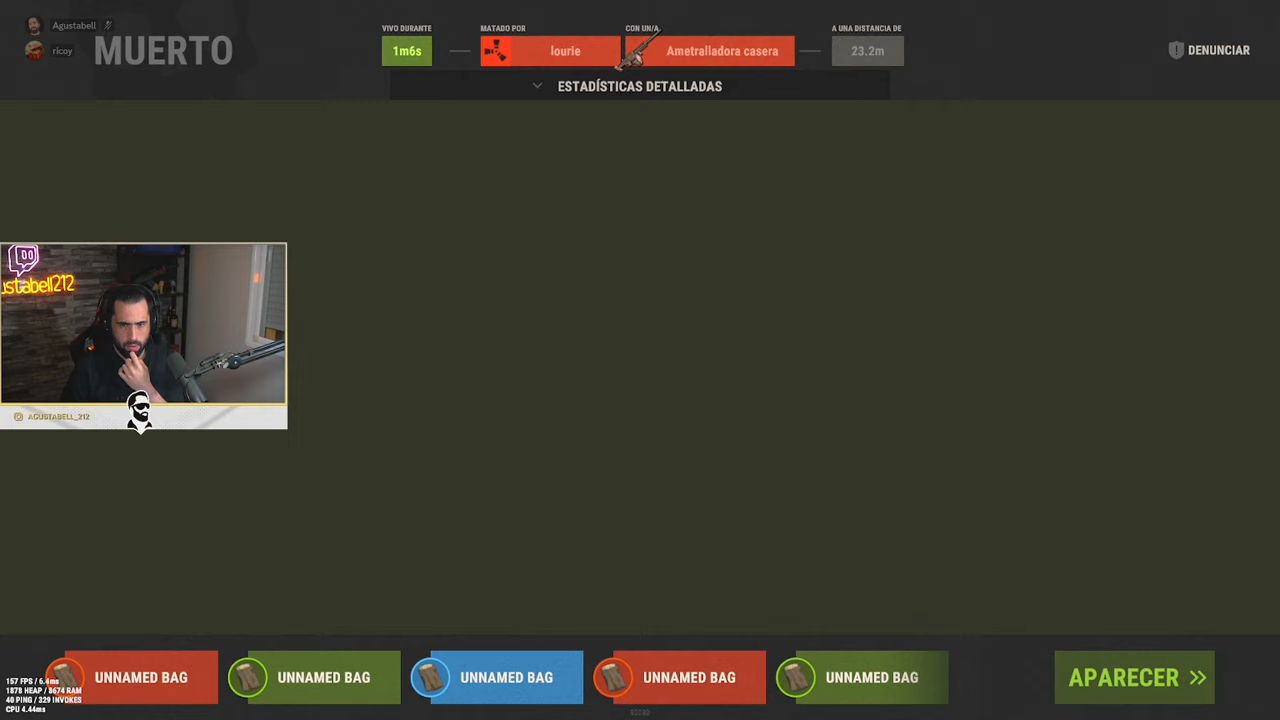 Agustabell
ricoy
MUERTO
VIVO DURANTE
1m6s
MATADO POR
lourie
CON UN/A
Ametralladora casera
A UNA DISTANCIA DE
23.2m
DENUNCIAR
ESTADÍSTICAS DETALLADAS
ustabell212
AGUSTABELL_212
UNNAMED BAG
UNNAMED BAG
UNNAMED BAG
UNNAMED BAG
UNNAMED BAG
APARECER
157 FPS / 6.4ms
1878 HEAP / 8674 RAM
40 PING / 329 INVOKES
CPU 4.44ms